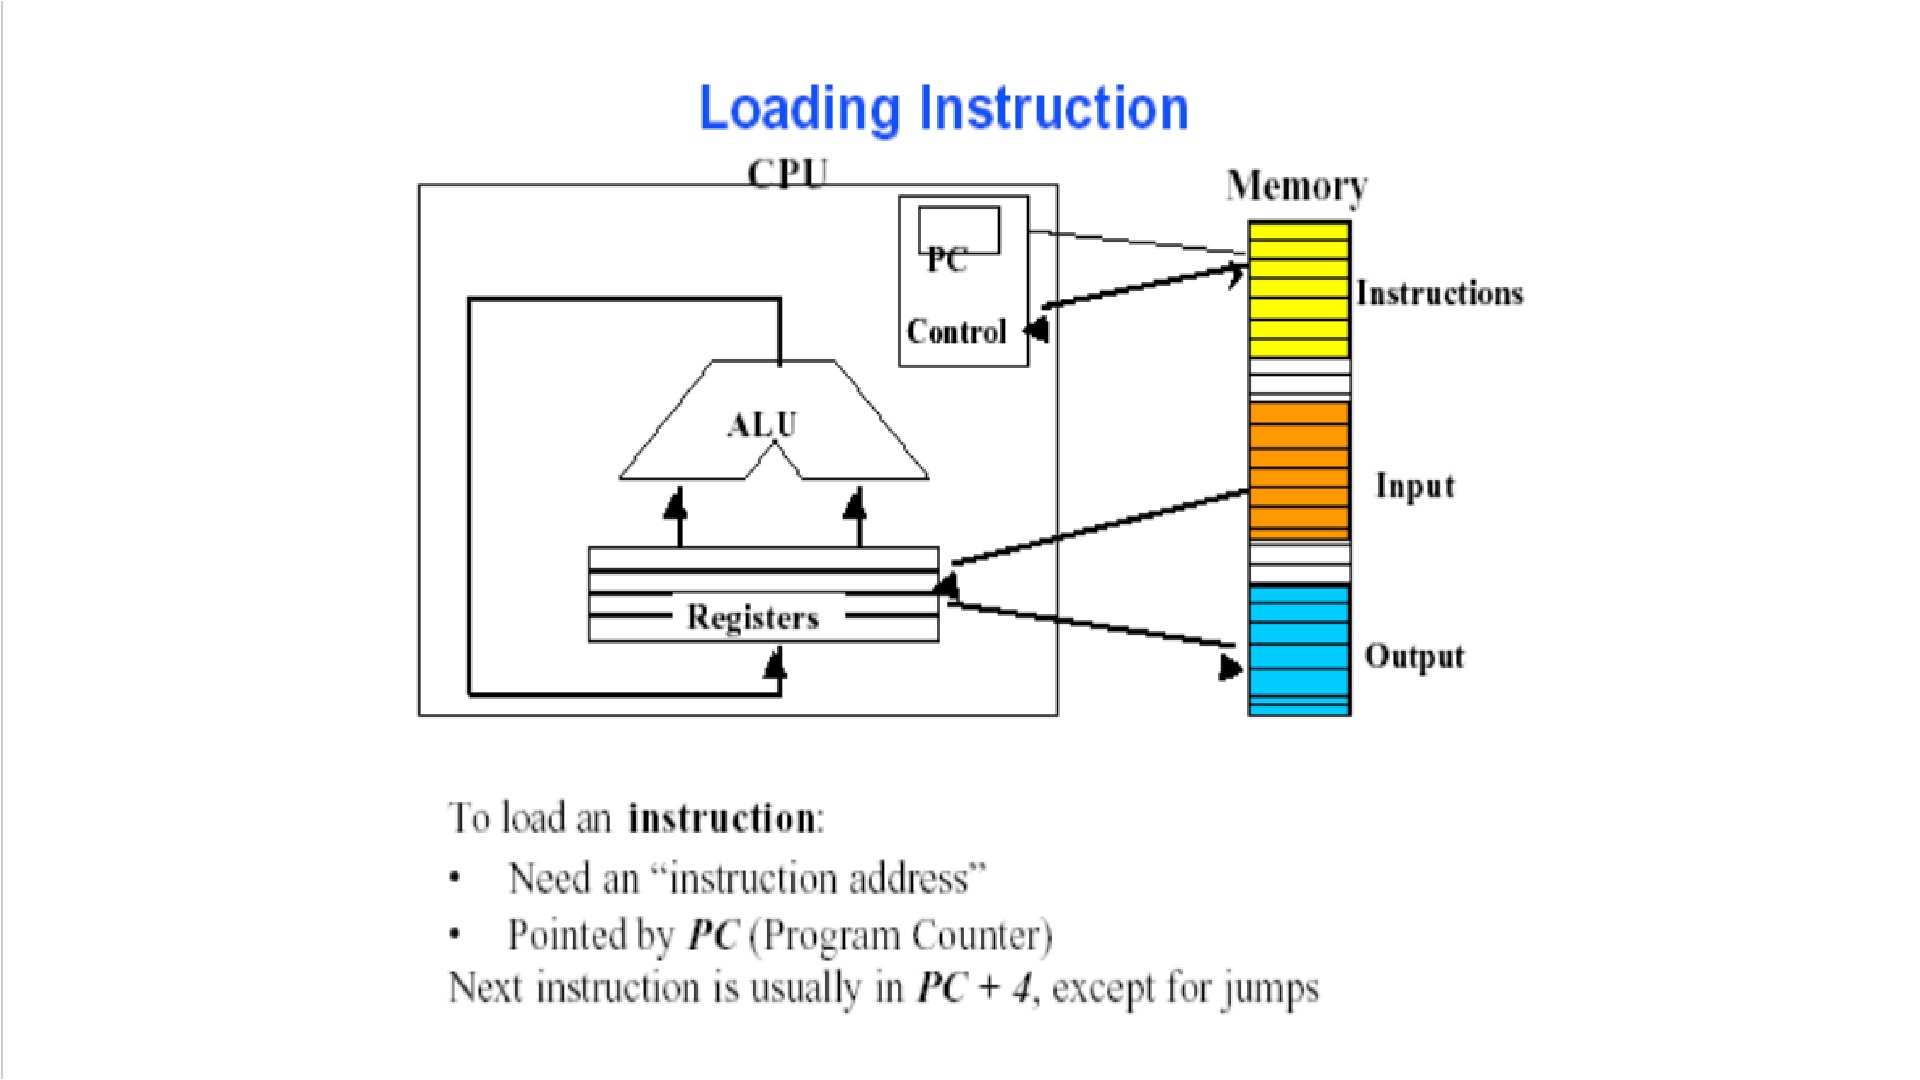 Loading Instruction
CPU
Memory
PC
Instructions
Control
ALU
Input
Registers
Output
To load an instruction:
• Need an “instruction address”
• Pointed by PC (Program Counter)
Next instruction is usually in PC + 4, except for jumps